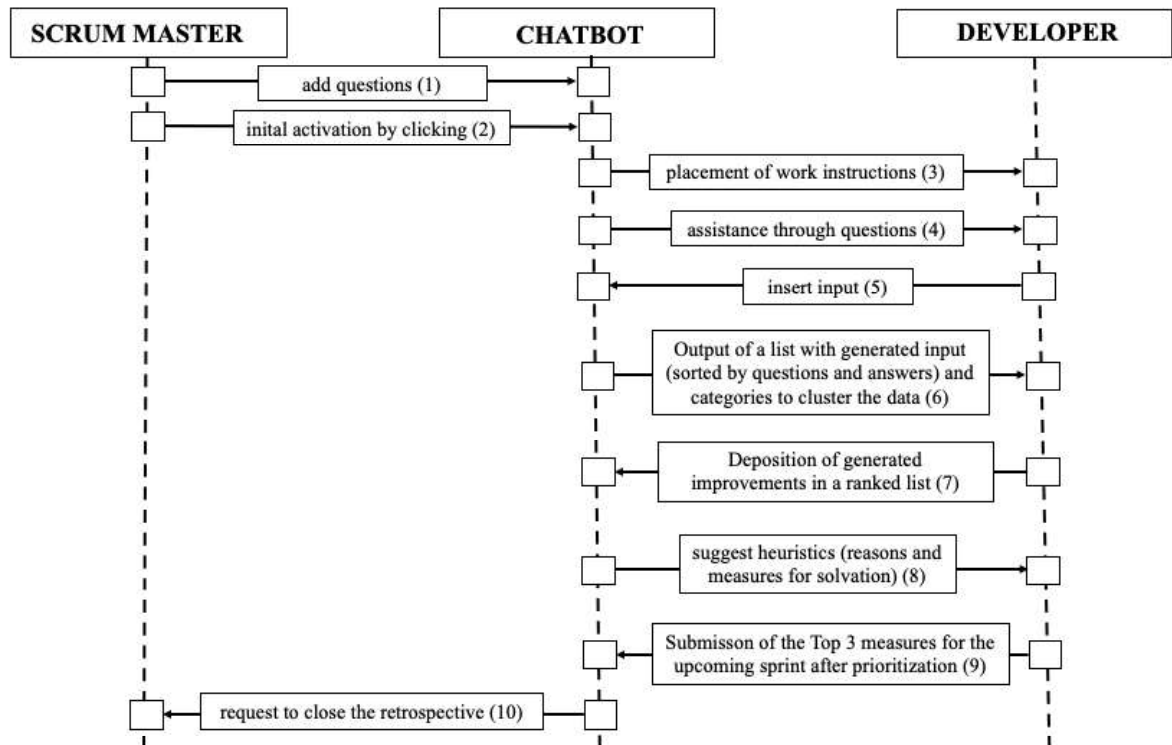 SCRUM MASTER
CHATBOT
DEVELOPER
add questions (1)
inital activation by clicking (2)
placement of work instructions (3)
assistance through questions (4)
insert input (5)
Output of a list with generated input
(sorted by questions and answers) and
categories to cluster the data (6)
Deposition of generated
improvements in a ranked list (7)
suggest heuristics (reasons and
measures for solvation) (8)
Submisson of the Top 3 measures for the
upcoming sprint after prioritization (9)
request to close the retrospective (10)